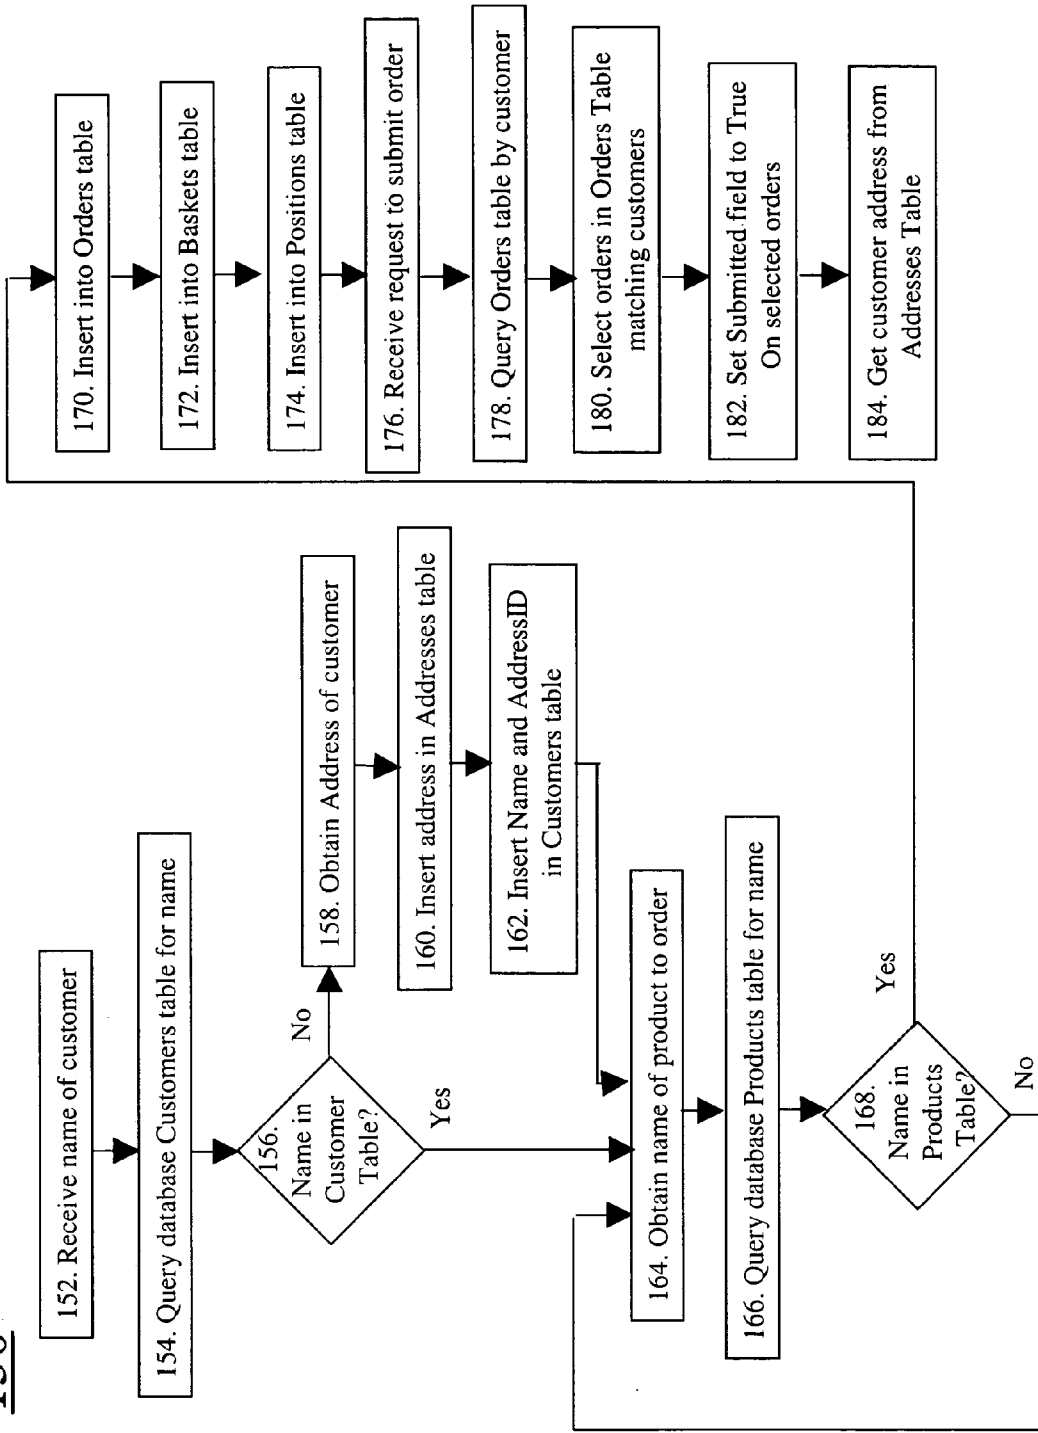 152. Receive name of customer
154. Query database Customers table for name
156.
Name in
Customer
Table?
No
Yes
158. Obtain Address of customer
160. Insert address in Addresses table
162. Insert Name and AddressID
in Customers table
164. Obtain name of product to order
166. Query database Products table for name
168.
Name in
Products
Table?
Yes
No
170. Insert into Orders table
172. Insert into Baskets table
174. Insert into Positions table
176. Receive request to submit order
178. Query Orders table by customer
180. Select orders in Orders Table
matching customers
182. Set Submitted field to True
On selected orders
184. Get customer address from
Addresses Table